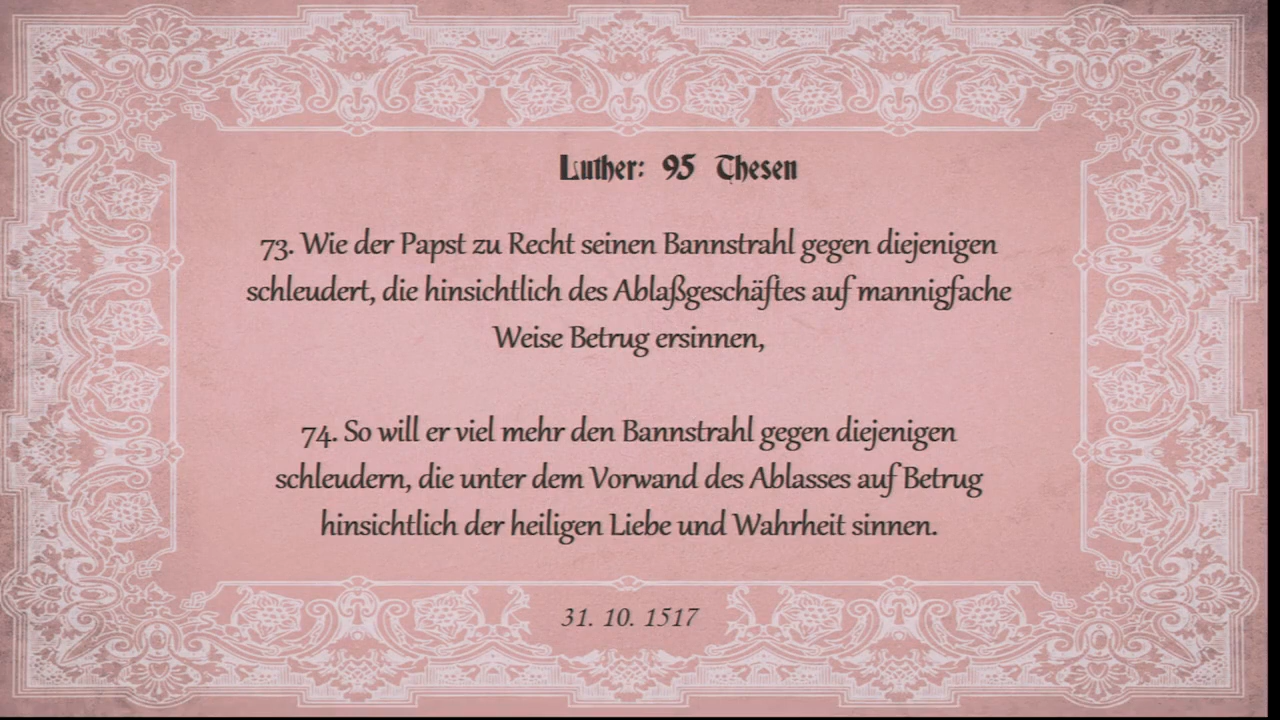 Luther: 95 Thesen
73. Wie der Papst zu Recht seinen Bannstrahl gegen diejenigen
schleudert, die hinsichtlich des Ablaßgeschäftes auf mannigfache
Weise Betrug ersinnen,
74. So will er viel mehr den Bannstrahl gegen diejenigen
schleudern, die unter dem Vorwand des Ablasses auf Betrug
hinsichtlich der heiligen Liebe und Wahrheit sinnen.
31. 10. 1517